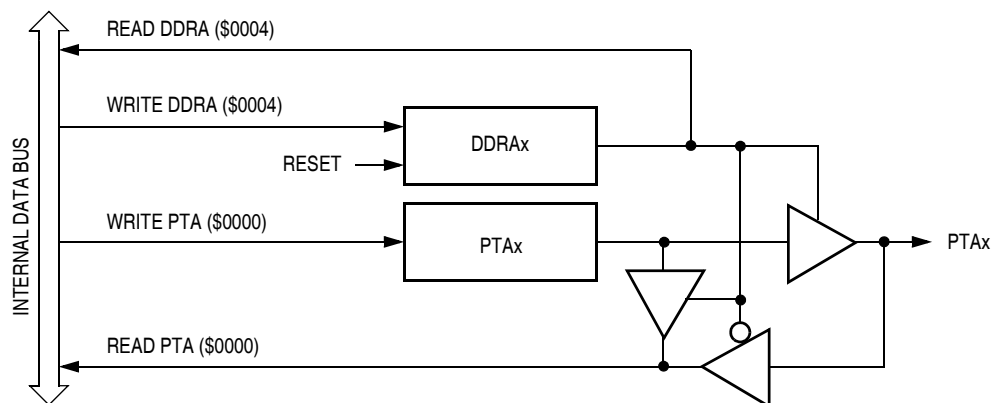 READ DDRA ($0004)
WRITE DDRA ($0004)
RESET
DDRAx
WRITE PTA ($0000)
PTAx
PTAx
READ PTA ($0000)
INTERNAL DATA BUS